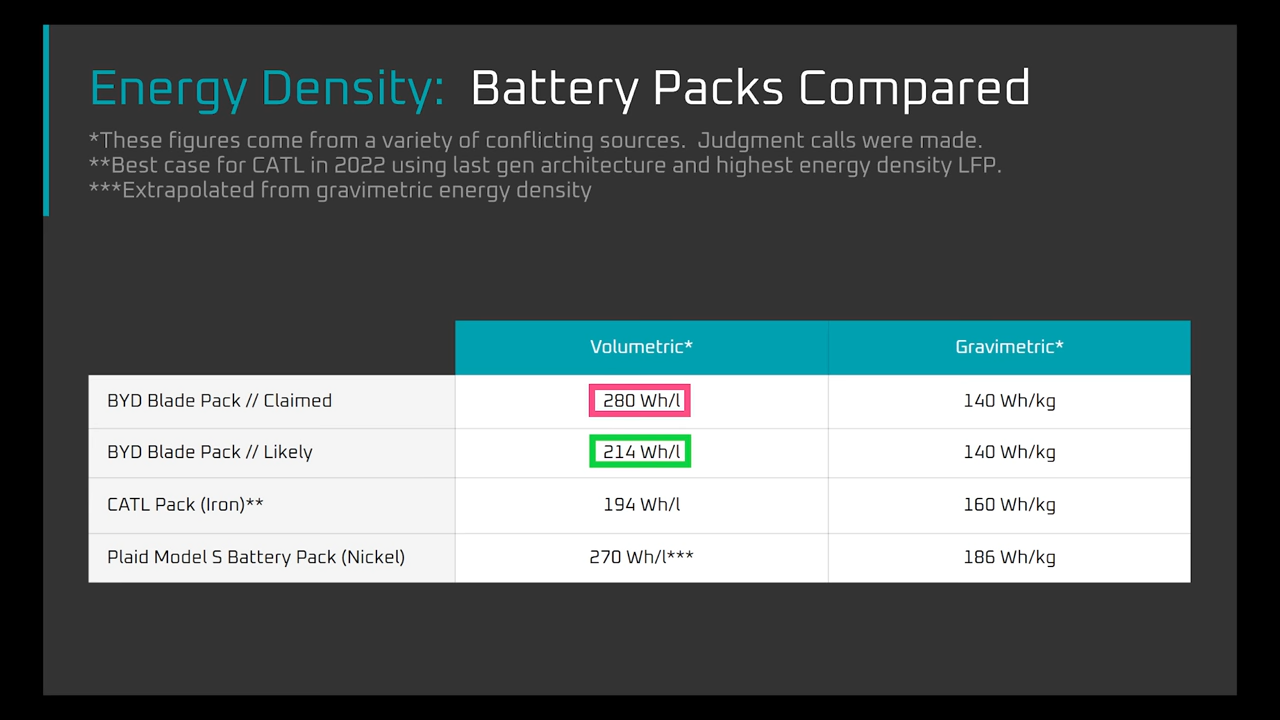 Energy Density: Battery Packs Compared
*These figures come from a variety of conflicting sources. Judgment calls were made.
**Best case for CATL in 2022 using last gen architecture and highest energy density LFP.
***Extrapolated from gravimetric energy density
Volumetric* Gravimetric*
BYD Blade Pack // Claimed 280 Wh/l 140 Wh/kg
BYD Blade Pack // Likely 214 Wh/l 140 Wh/kg
CATL Pack (Iron)** 194 Wh/l 160 Wh/kg
Plaid Model S Battery Pack (Nickel) 270 Wh/l*** 186 Wh/kg